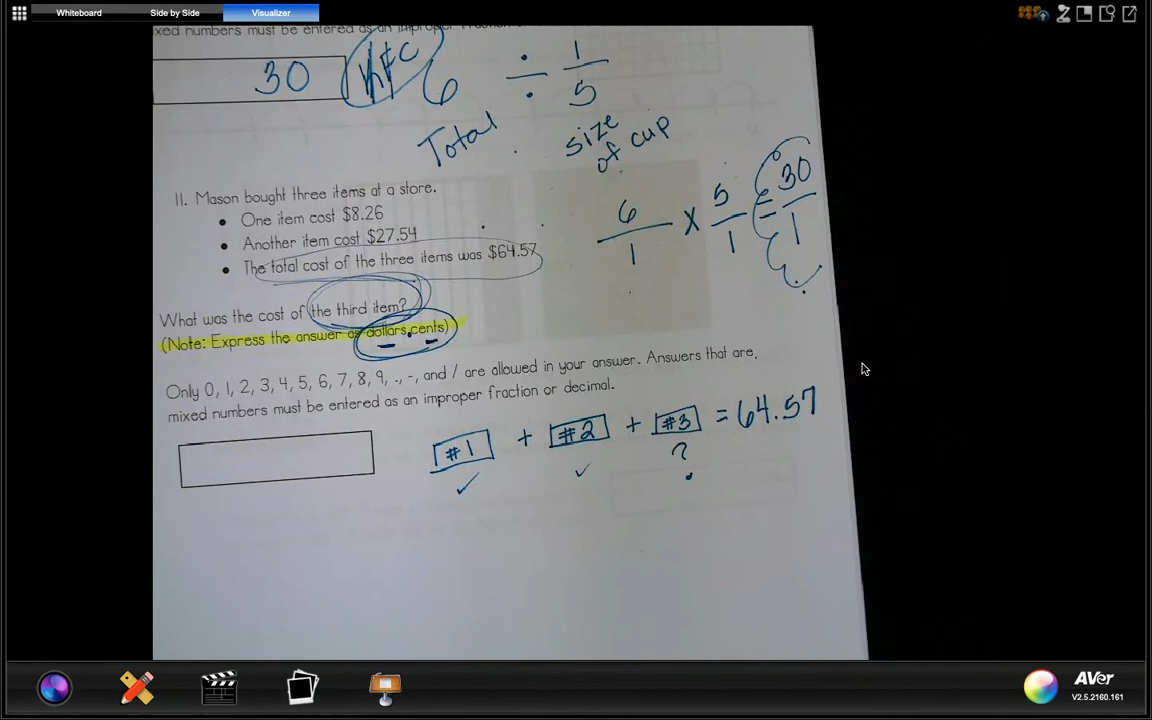 Whiteboard Side by Side Visualizer
mixed numbers must be entered as an improper
30
6 ÷ 1/5
Total
size of cup
6/1 x 5/1 = 30/1
11. Mason bought three items at a store.
• One item cost $8.26
• Another item cost $27.54
• The total cost of the three items was $64.57
What was the cost of the third item?
(Note: Express the answer as dollars.cents)
Only 0, 1, 2, 3, 4, 5, 6, 7, 8, 9, ., -, and / are allowed in your answer. Answers that are
mixed numbers must be entered as an improper fraction or decimal.
#1 + #2 + #3 = 64.57
✓ ✓ ?
AVer
V2.5.2160.161